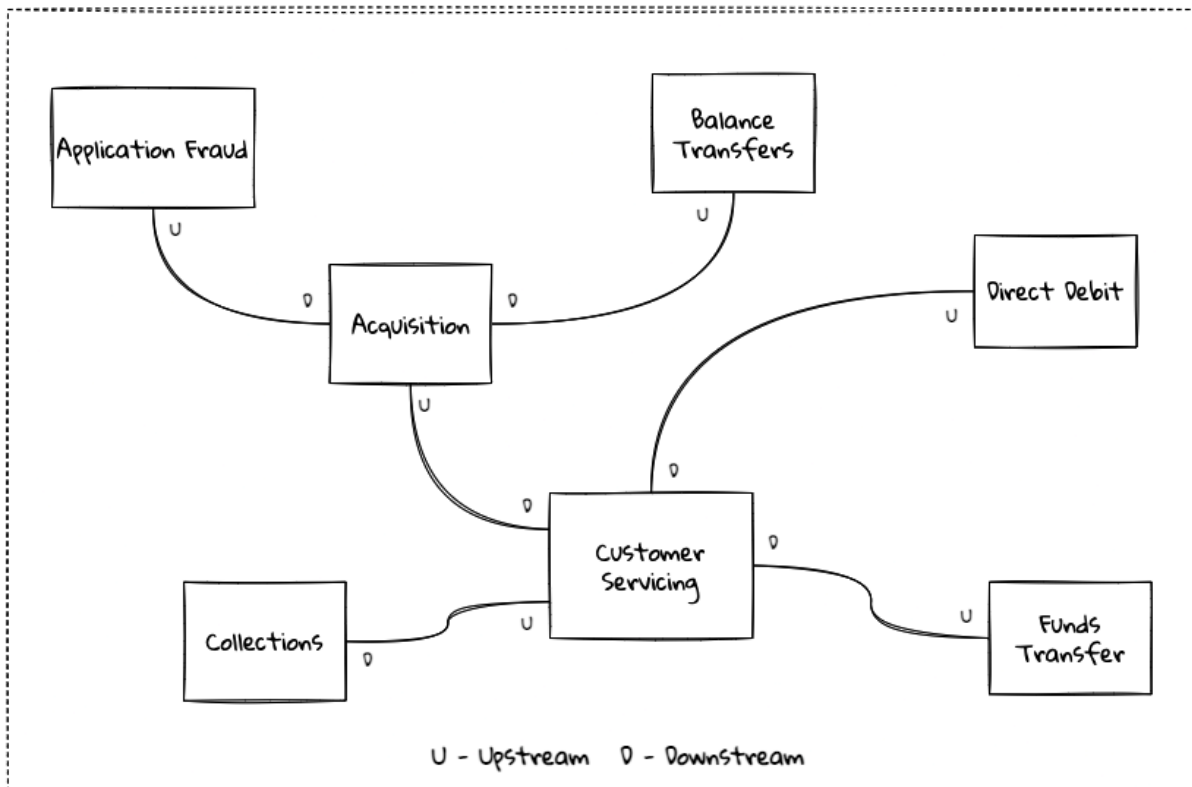 Application Fraud
Balance
Transfers
U
U
Direct Debit
D
D
Acquisition
U
U
D
D
Customer
Servicing
D
Collections
D
U
U
Funds
Transfer
U - Upstream D - Downstream